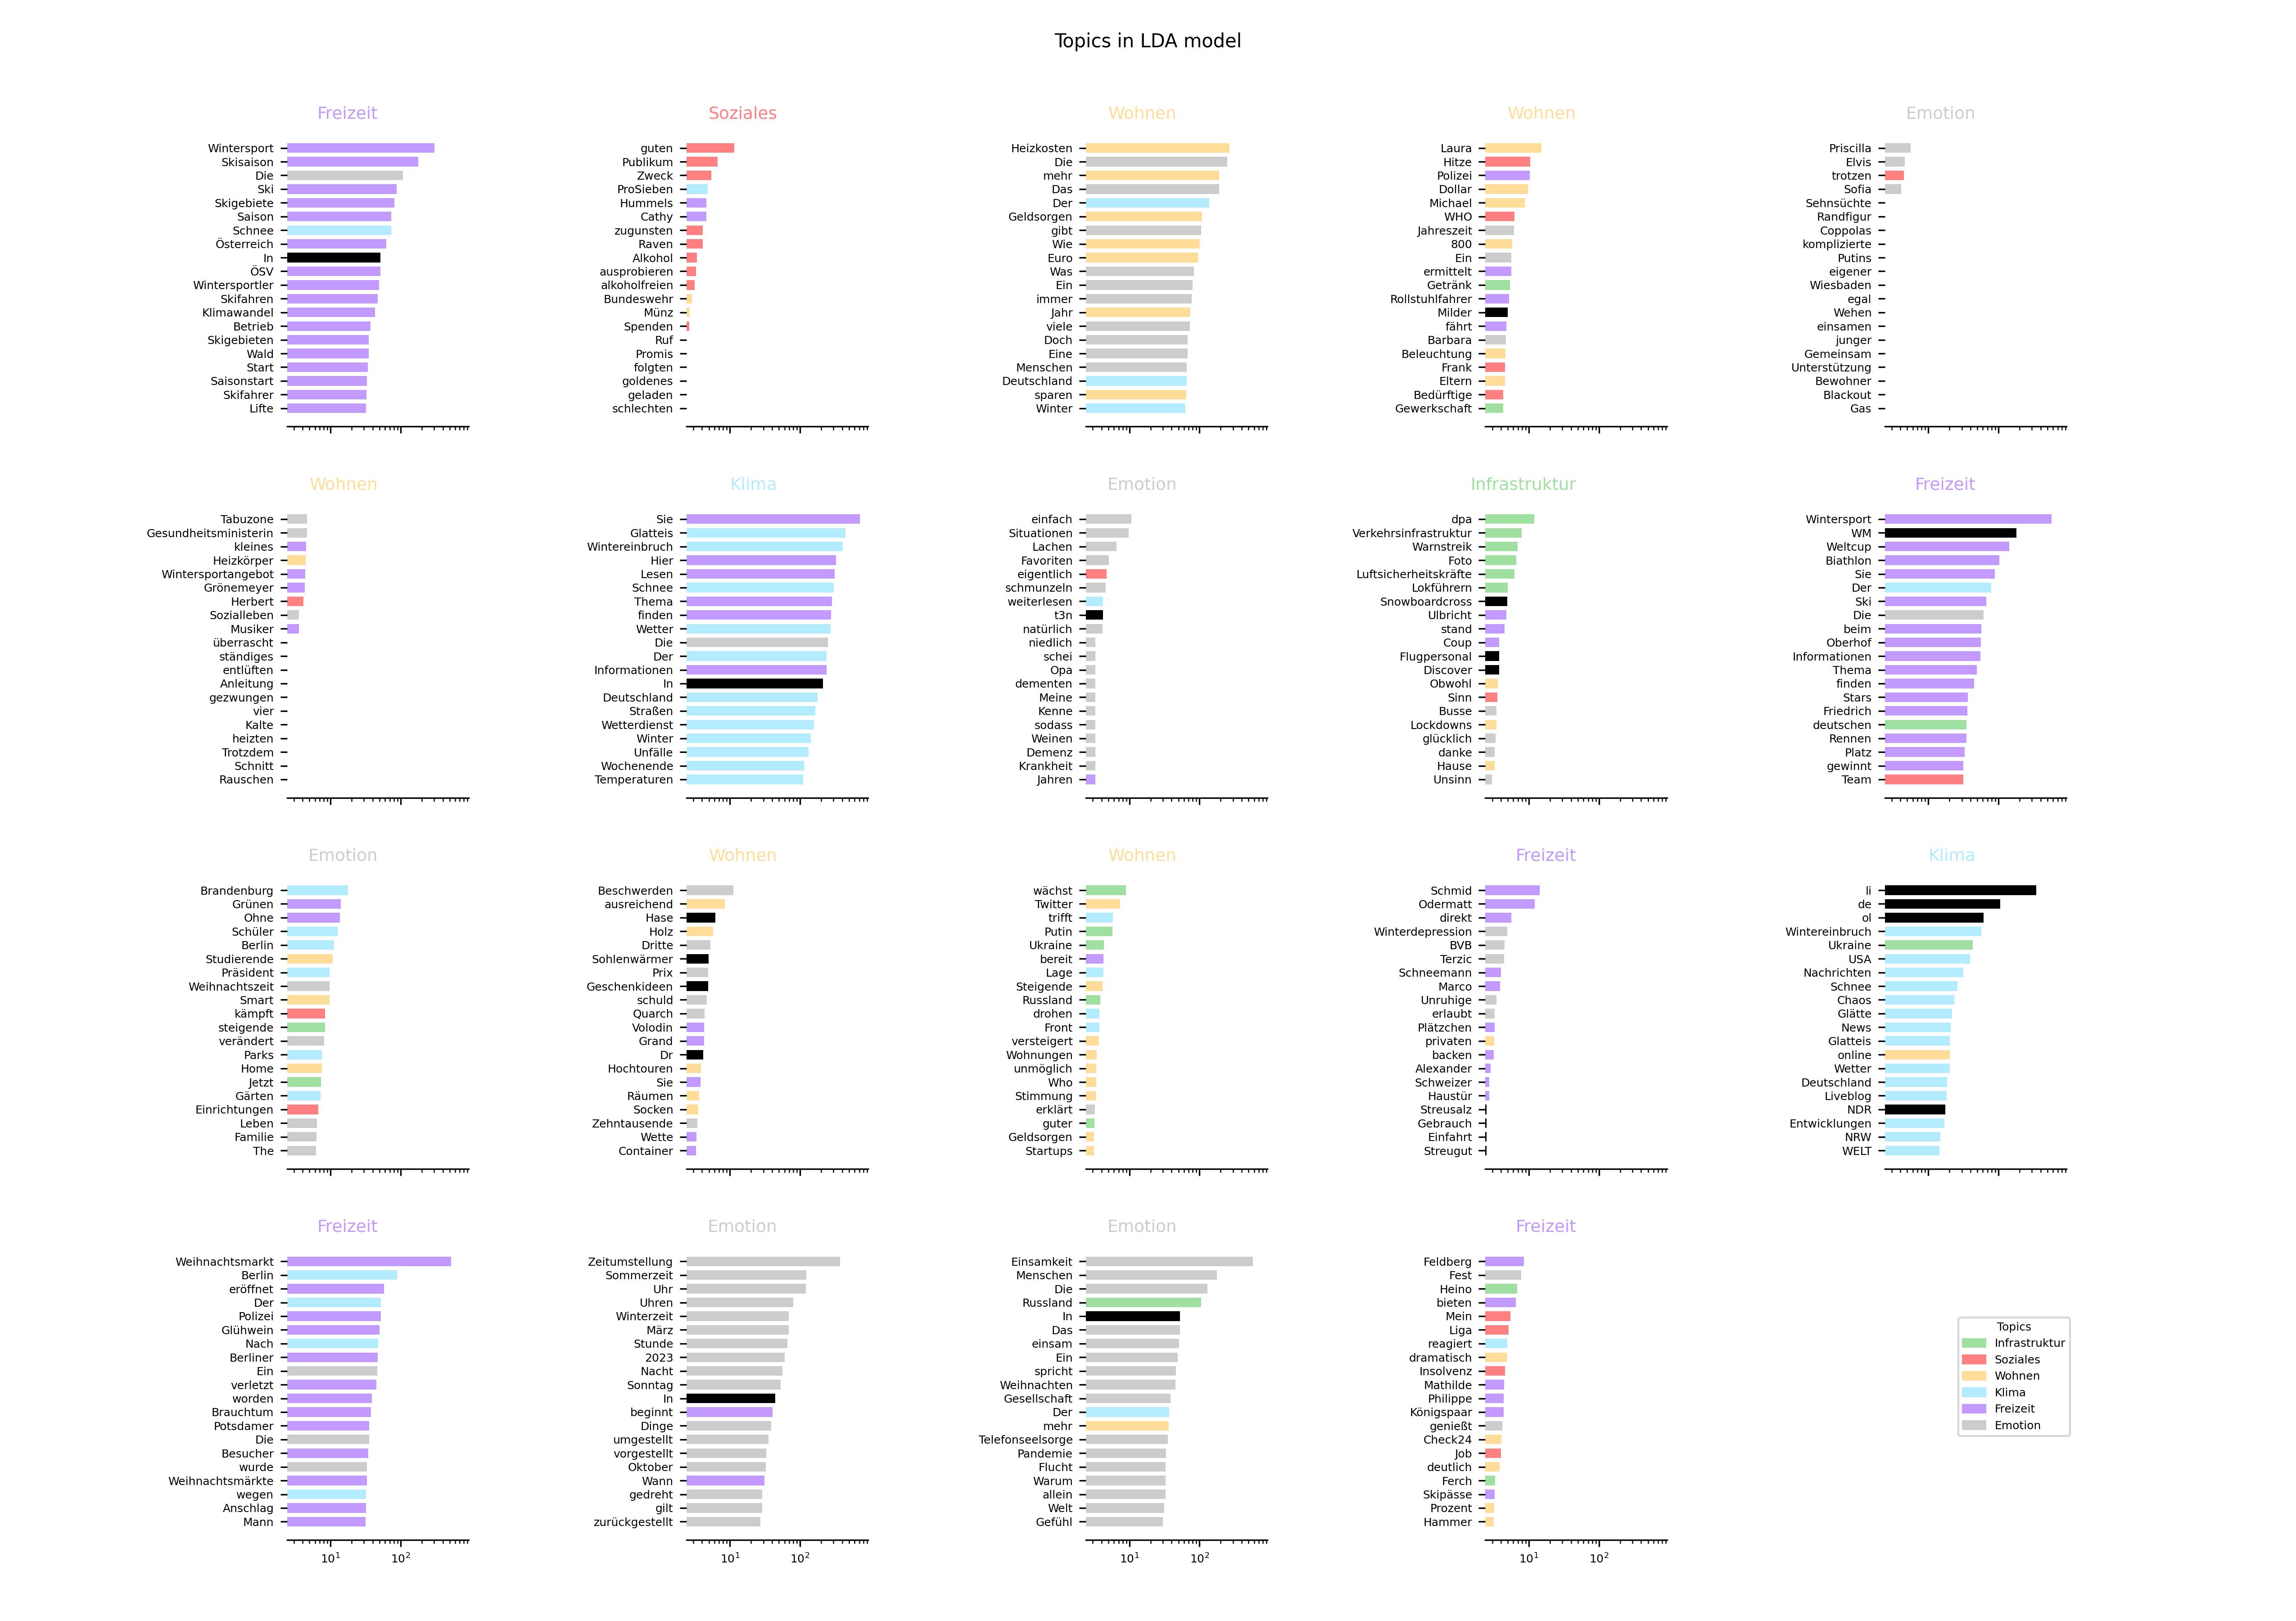 Topics in LDA model
Freizeit
Wintersport
Skisaison
Die
Ski
Skigebiete
Saison
Schnee
Österreich
In
ÖSV
Wintersportler
Skifahren
Klimawandel
Betrieb
Skigebieten
Wald
Start
Saisonstart
Skifahrer
Lifte
Soziales
guten
Publikum
Zweck
ProSieben
Hummels
Cathy
zugunsten
Raven
Alkohol
ausprobieren
alkoholfreien
Bundeswehr
Münz
Spenden
Ruf
Promis
folgten
goldenes
geladen
schlechten
Wohnen
Heizkosten
Die
mehr
Das
Der
Geldsorgen
gibt
Wie
Euro
Was
Ein
immer
Jahr
viele
Doch
Eine
Menschen
Deutschland
sparen
Winter
Wohnen
Laura
Hitze
Polizei
Dollar
Michael
WHO
Jahreszeit
800
Ein
ermittelt
Getränk
Rollstuhlfahrer
Milder
fährt
Barbara
Beleuchtung
Frank
Eltern
Bedürftige
Gewerkschaft
Emotion
Priscilla
Elvis
trotzen
Sofia
Sehnsüchte
Randfigur
Coppolas
komplizierte
Putins
eigener
Wiesbaden
egal
Wehen
einsamen
junger
Gemeinsam
Unterstützung
Bewohner
Blackout
Gas
Wohnen
Tabuzone
Gesundheitsministerin
kleines
Heizkörper
Wintersportangebot
Grönemeyer
Herbert
Sozialleben
Musiker
überrascht
ständiges
entlüften
Anleitung
gezwungen
vier
Kalte
heizten
Trotzdem
Schnitt
Rauschen
Klima
Sie
Glatteis
Wintereinbruch
Hier
Lesen
Schnee
Thema
finden
Wetter
Die
Der
Informationen
In
Deutschland
Straßen
Wetterdienst
Winter
Unfälle
Wochenende
Temperaturen
Emotion
einfach
Situationen
Lachen
Favoriten
eigentlich
schmunzeln
weiterlesen
t3n
natürlich
niedlich
schei
Opa
dementen
Meine
Kenne
sodass
Weinen
Demenz
Krankheit
Jahren
Infrastruktur
dpa
Verkehrsinfrastruktur
Warnstreik
Foto
Luftsicherheitskräfte
Lokführern
Snowboardcross
Ulbricht
stand
Coup
Flugpersonal
Discover
Obwohl
Sinn
Busse
Lockdowns
glücklich
danke
Hause
Unsinn
Freizeit
Wintersport
WM
Weltcup
Biathlon
Sie
Der
Ski
Die
beim
Oberhof
Informationen
Thema
finden
Stars
Friedrich
deutschen
Rennen
Platz
gewinnt
Team
Emotion
Brandenburg
Grünen
Ohne
Schüler
Berlin
Studierende
Präsident
Weihnachtszeit
Smart
kämpft
steigende
verändert
Parks
Home
Jetzt
Gärten
Einrichtungen
Leben
Familie
The
Wohnen
Beschwerden
ausreichend
Hase
Holz
Dritte
Sohlenwärmer
Prix
Geschenkideen
schuld
Quarch
Volodin
Grand
Dr
Hochtouren
Sie
Räumen
Socken
Zehntausende
Wette
Container
Wohnen
wächst
Twitter
trifft
Putin
Ukraine
bereit
Lage
Steigende
Russland
drohen
Front
versteigert
Wohnungen
unmöglich
Who
Stimmung
erklärt
guter
Geldsorgen
Startups
Freizeit
Schmid
Odermatt
direkt
Winterdepression
BVB
Terzic
Schneemann
Marco
Unruhige
erlaubt
Plätzchen
privaten
backen
Alexander
Schweizer
Haustür
Streusalz
Gebrauch
Einfahrt
Streugut
Klima
li
de
ol
Wintereinbruch
Ukraine
USA
Nachrichten
Schnee
Chaos
Glätte
News
Glatteis
online
Wetter
Deutschland
Liveblog
NDR
Entwicklungen
NRW
WELT
Freizeit
Weihnachtsmarkt
Berlin
eröffnet
Der
Polizei
Glühwein
Nach
Berliner
Ein
verletzt
worden
Brauchtum
Potsdamer
Die
Besucher
wurde
Weihnachtsmärkte
wegen
Anschlag
Mann
10¹ 10²
Emotion
Zeitumstellung
Sommerzeit
Uhr
Uhren
Winterzeit
März
Stunde
2023
Nacht
Sonntag
In
beginnt
Dinge
umgestellt
vorgestellt
Oktober
Wann
gedreht
gilt
zurückgestellt
10¹ 10²
Emotion
Einsamkeit
Menschen
Die
Russland
In
Das
einsam
Ein
spricht
Weihnachten
Gesellschaft
Der
mehr
Telefonseelsorge
Pandemie
Flucht
Warum
allein
Welt
Gefühl
10¹ 10²
Freizeit
Feldberg
Fest
Heino
bieten
Mein
Liga
reagiert
dramatisch
Insolvenz
Mathilde
Philippe
Königspaar
genießt
Check24
Job
deutlich
Ferch
Skipässe
Prozent
Hammer
10¹ 10²
Topics
Infrastruktur
Soziales
Wohnen
Klima
Freizeit
Emotion